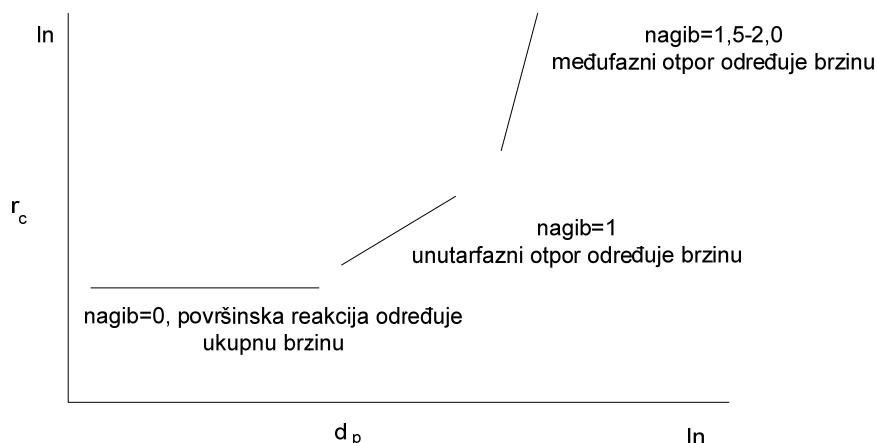 ln
nagib=1,5-2,0
međufazni otpor određuje brzinu
r_c
nagib=1
unutarfazni otpor određuje brzinu
nagib=0, površinska reakcija određuje
ukupnu brzinu
d_p
ln